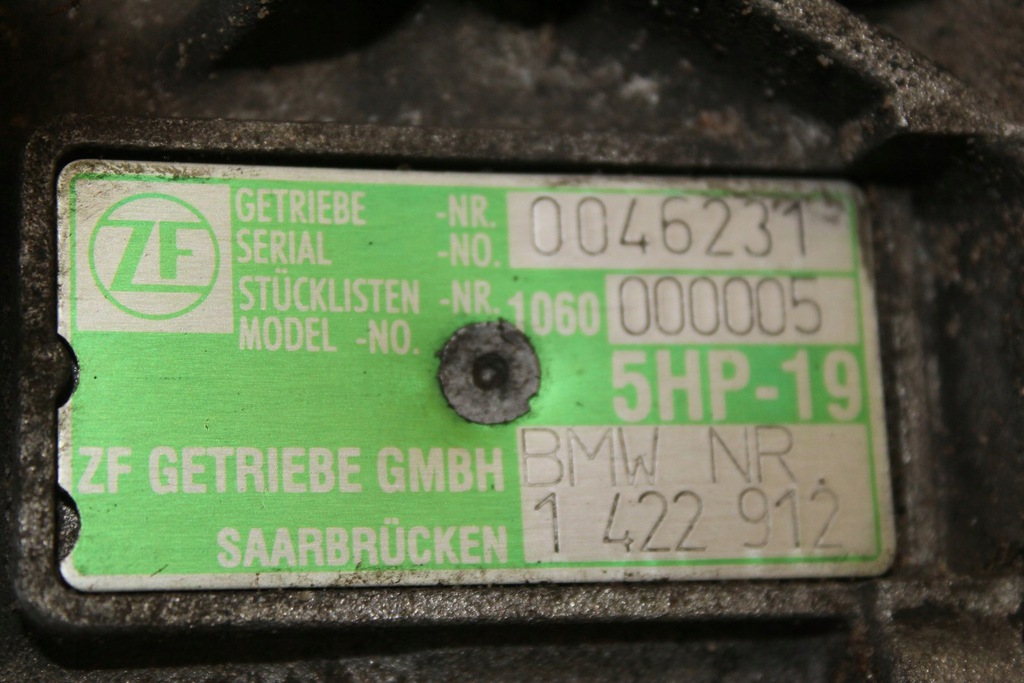 ZF
GETRIEBE -NR. 0046231
SERIAL -NO.
STÜCKLISTEN -NR. 1060 000005
MODEL -NO.
5HP-19
ZF GETRIEBE GMBH BMW NR.
SAARBRÜCKEN 1 422 912